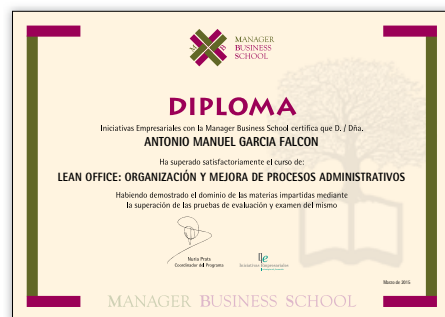 M B
MANAGER
BUSINESS
SCHOOL
DIPLOMA
Iniciativas Empresariales con la Manager Business School certifica que D. / Dña.
ANTONIO MANUEL GARCIA FALCON
Ha superado satisfactoriamente el curso de:
LEAN OFFICE: ORGANIZACIÓN Y MEJORA DE PROCESOS ADMINISTRATIVOS
Habiendo demostrado el dominio de las materias impartidas mediante
la superación de las pruebas de evaluación y examen del mismo
Nuria Prats
Coordinador del Programa
Iniciativas Empresariales
Marzo de 2015
MANAGER BUSINESS SCHOOL